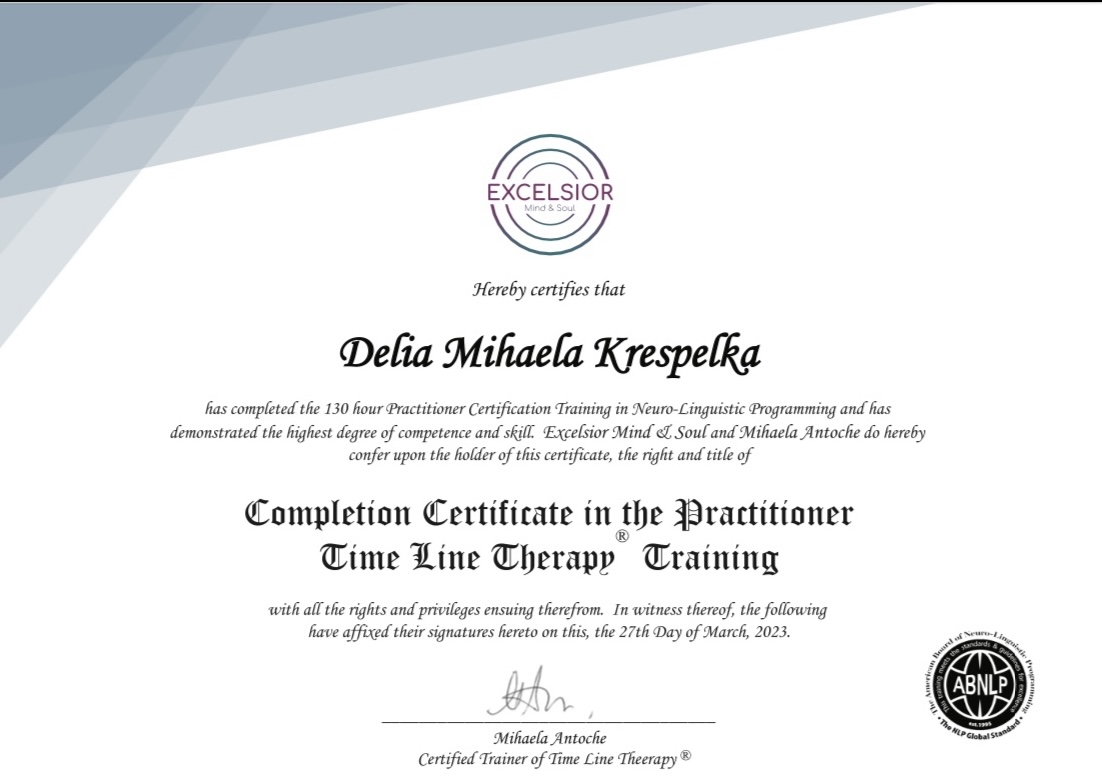 EXCELSIOR
Mind & Soul
Hereby certifies that
Delia Mihaela Krespelka
has completed the 130 hour Practitioner Certification Training in Neuro-Linguistic Programming and has
demonstrated the highest degree of competence and skill. Excelsior Mind & Soul and Mihaela Antoche do hereby
confer upon the holder of this certificate, the right and title of
Completion Certificate in the Practitioner
Time Line Therapy® Training
with all the rights and privileges ensuing therefrom. In witness thereof, the following
have affixed their signatures hereto on this, the 27th Day of March, 2023.
Mihaela Antoche
Certified Trainer of Time Line Theerapy®
The American Board of Neuro-Linguistic Programming
This training meets the standards & guidelines for excellence
ABNLP
est.1995
The NLP Global Standard